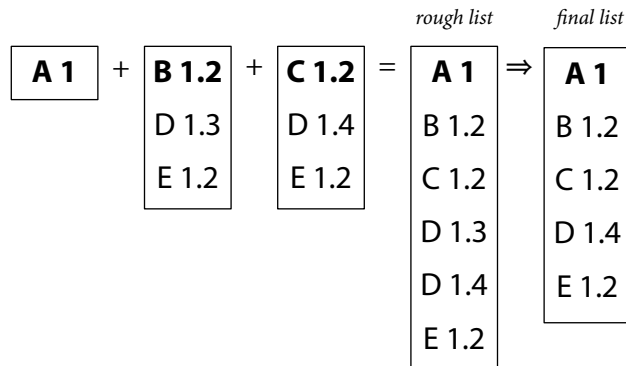 rough list
final list
A 1 + B 1.2 + C 1.2 = A 1 ⇒ A 1
D 1.3 D 1.4 B 1.2 B 1.2
E 1.2 E 1.2 C 1.2 C 1.2
D 1.3 D 1.4
D 1.4 E 1.2
E 1.2